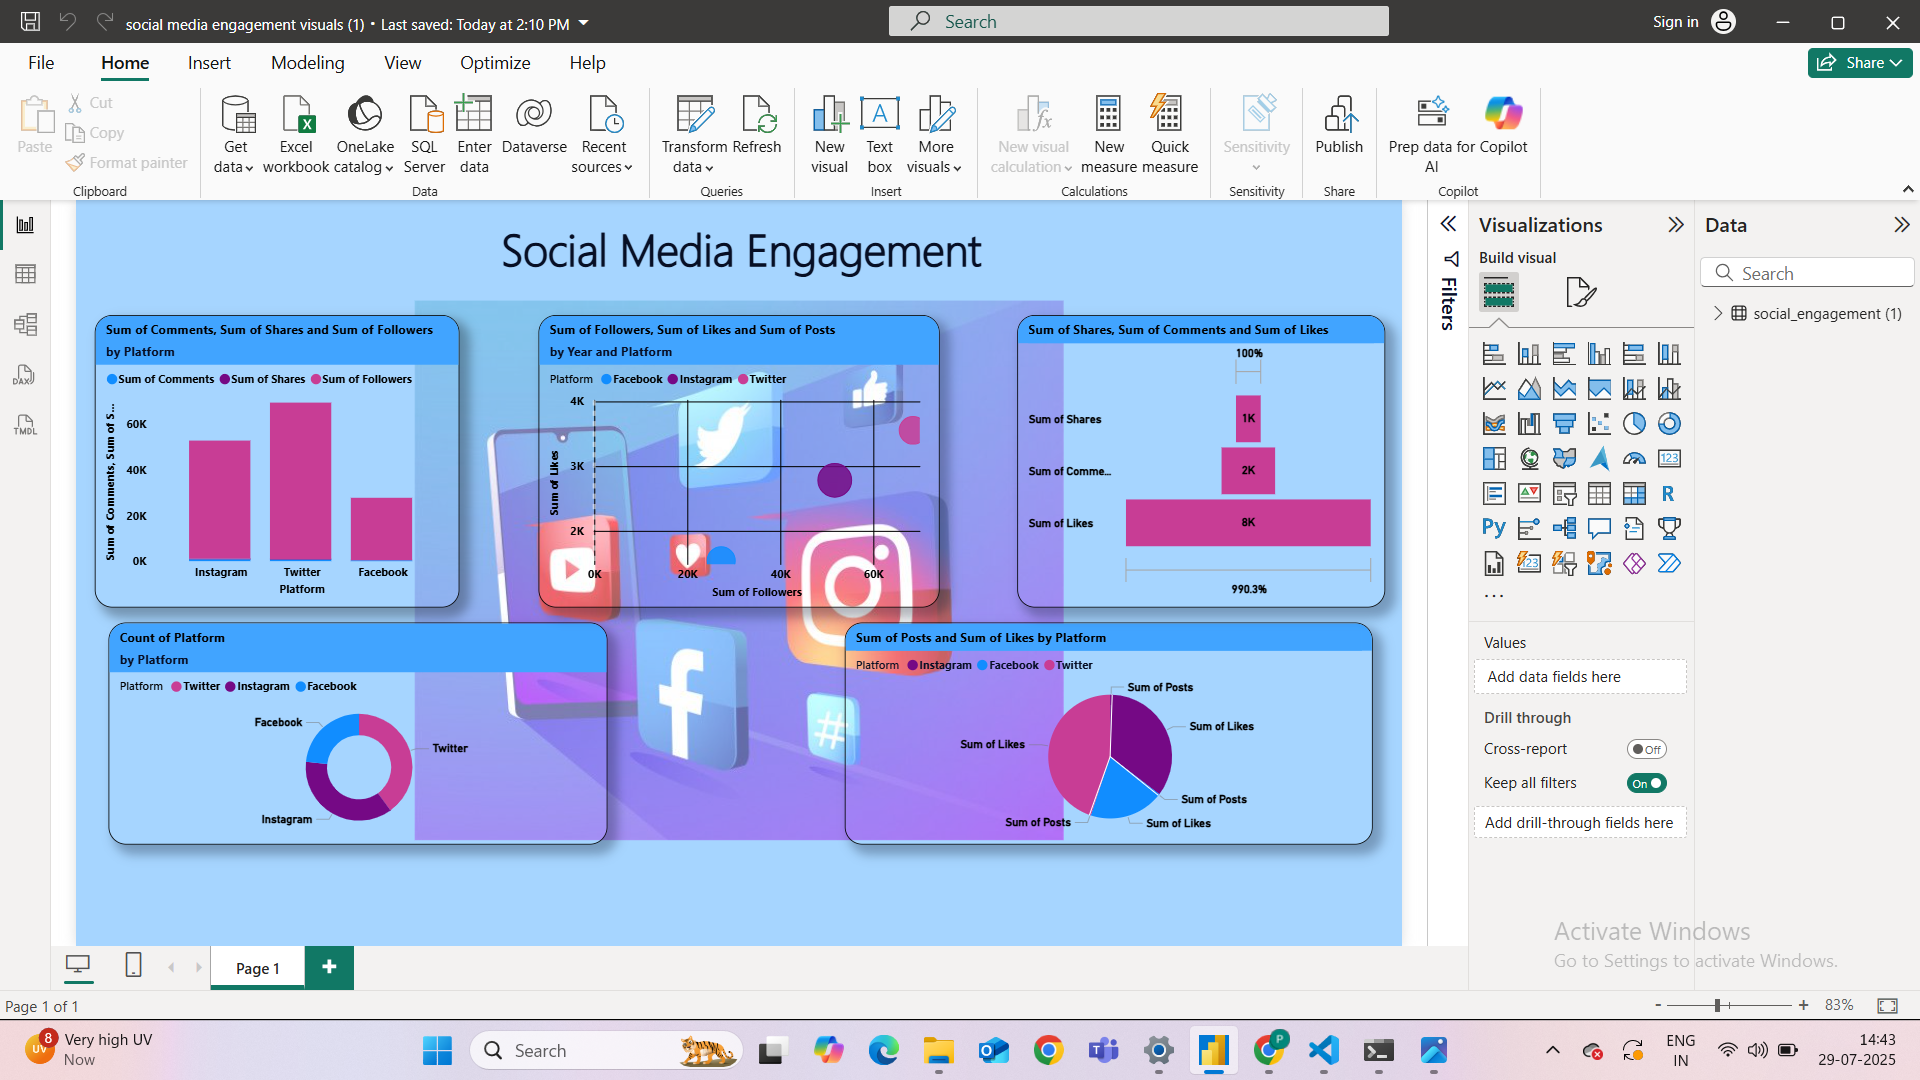 social media engagement visuals (1) • Last saved: Today at 2:10 PM
Search
Sign in
File Home Insert Modeling View Optimize Help
Share
Paste
Cut
Copy
Format painter
Clipboard
Get data
Excel workbook
OneLake catalog
SQL Server
Enter data
Dataverse
Recent sources
Data
Transform data
Refresh
Queries
New visual
Text box
More visuals
Insert
New visual calculation
New measure
Quick measure
Calculations
Sensitivity
Sensitivity
Publish
Share
Prep data for AI
Copilot
Copilot
DAX
TMDL
Social Media Engagement
Sum of Comments, Sum of Shares and Sum of Followers
by Platform
Sum of Comments Sum of Shares Sum of Followers
Sum of Comments, Sum of S...
60K
40K
20K
0K
Instagram Twitter Facebook
Platform
Sum of Followers, Sum of Likes and Sum of Posts
by Year and Platform
Platform Facebook Instagram Twitter
Sum of Likes
4K
3K
2K
0K 20K 40K 60K
Sum of Followers
Sum of Shares, Sum of Comments and Sum of Likes
100%
Sum of Shares 1K
Sum of Comme... 2K
Sum of Likes 8K
990.3%
Count of Platform
by Platform
Platform Twitter Instagram Facebook
Facebook
Twitter
Instagram
Sum of Posts and Sum of Likes by Platform
Platform Instagram Facebook Twitter
Sum of Posts
Sum of Likes
Sum of Likes
Sum of Posts
Sum of Posts
Sum of Likes
#
Filters
Visualizations
Build visual
123
R
Py
123
...
Values
Add data fields here
Drill through
Cross-report Off
Keep all filters On
Add drill-through fields here
Data
Search
social_engagement (1)
Activate Windows
Go to Settings to activate Windows.
Page 1
+
Page 1 of 1
- + 83%
UV
8
Very high UV
Now
Search
P
ENG
IN
14:43
29-07-2025